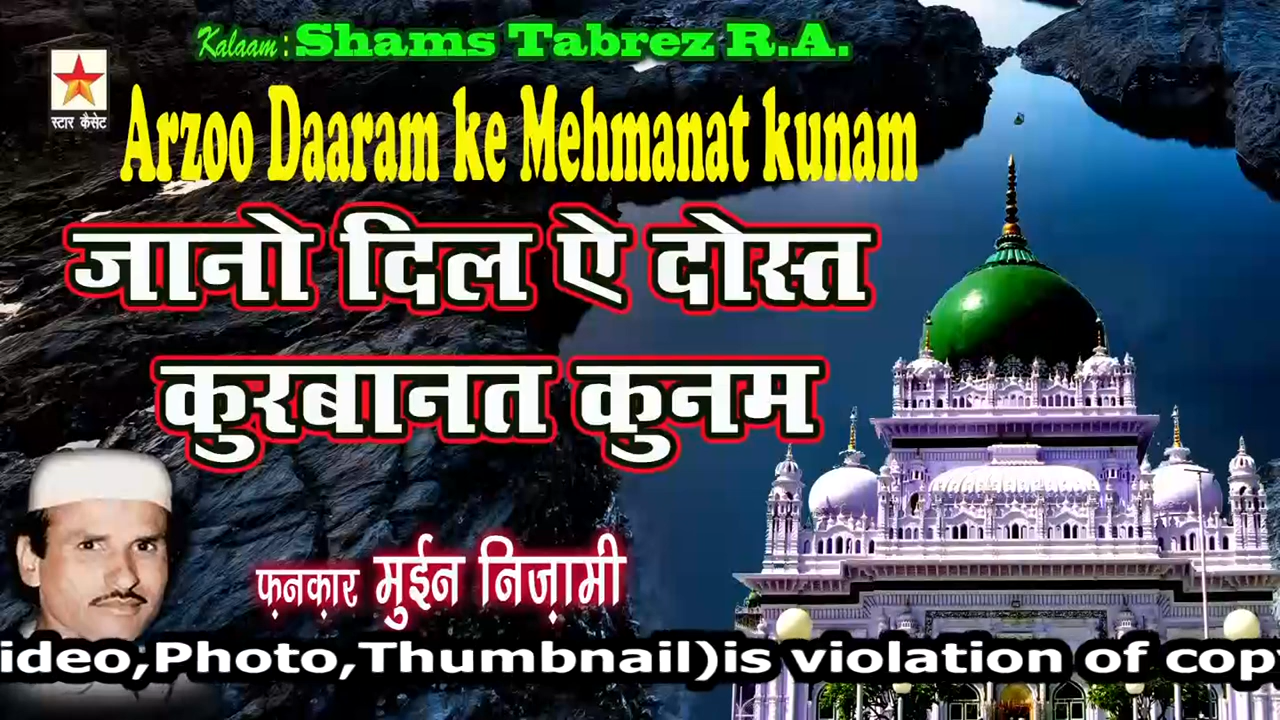 Kalaam : Shams Tabrez R.A.
स्टार कैसेट
Arzoo Daaram ke Mehmanat kunam
जानो दिल ऐ दोस्त
कुरबानत कुनम
फ़नक़ार मुईन निज़ामी
ideo,Photo,Thumbnail)is violation of copy